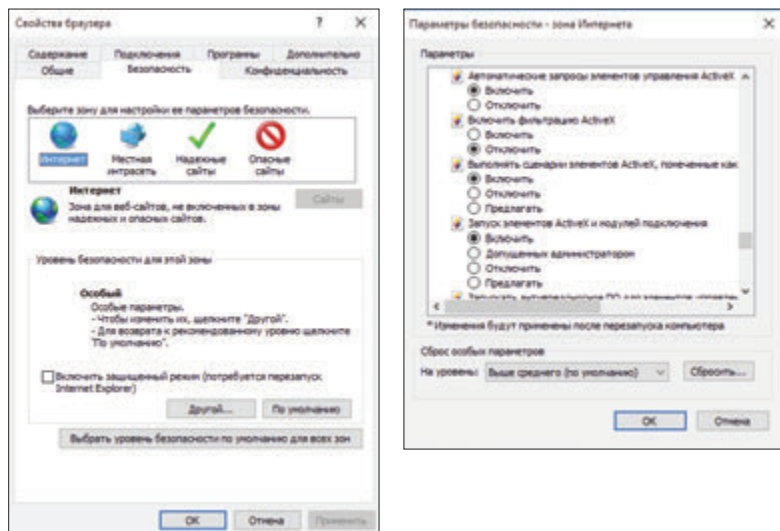 Свойства браузера
Содержание Подключения Программы Дополнительно
Общие Безопасность Конфиденциальность
Выберите зону для настройки ее параметров безопасности.
Интернет Местная интрасеть Надежные сайты Опасные сайты
Интернет
Сайты
Зона для веб-сайтов, не включенных в зоны
надежных и опасных сайтов.
Уровень безопасности для этой зоны
Особый
Особые параметры.
- Чтобы изменить их, щелкните "Другой".
- Для возврата к рекомендованному уровню щелкните
"По умолчанию".
Включить защищенный режим (потребуется перезапуск
Internet Explorer)
Другой... По умолчанию
Выбрать уровень безопасности по умолчанию для всех зон
OK Отмена Применить
Параметры безопасности - зона Интернета
Параметры
Автоматические запросы элементов управления ActiveX
Включить
Отключить
Включить фильтрацию ActiveX
Включить
Отключить
Выполнять сценарии элементов ActiveX, помеченные как
Включить
Отключить
Предлагать
Запуск элементов ActiveX и модулей подключения
Включить
Допущенных администратором
Отключить
Предлагать
Запускать антивирусное ПО для элементов
*Изменения будут применены после перезапуска компьютера
Сброс особых параметров
На уровень: Выше среднего (по умолчанию) Сбросить...
OK Отмена